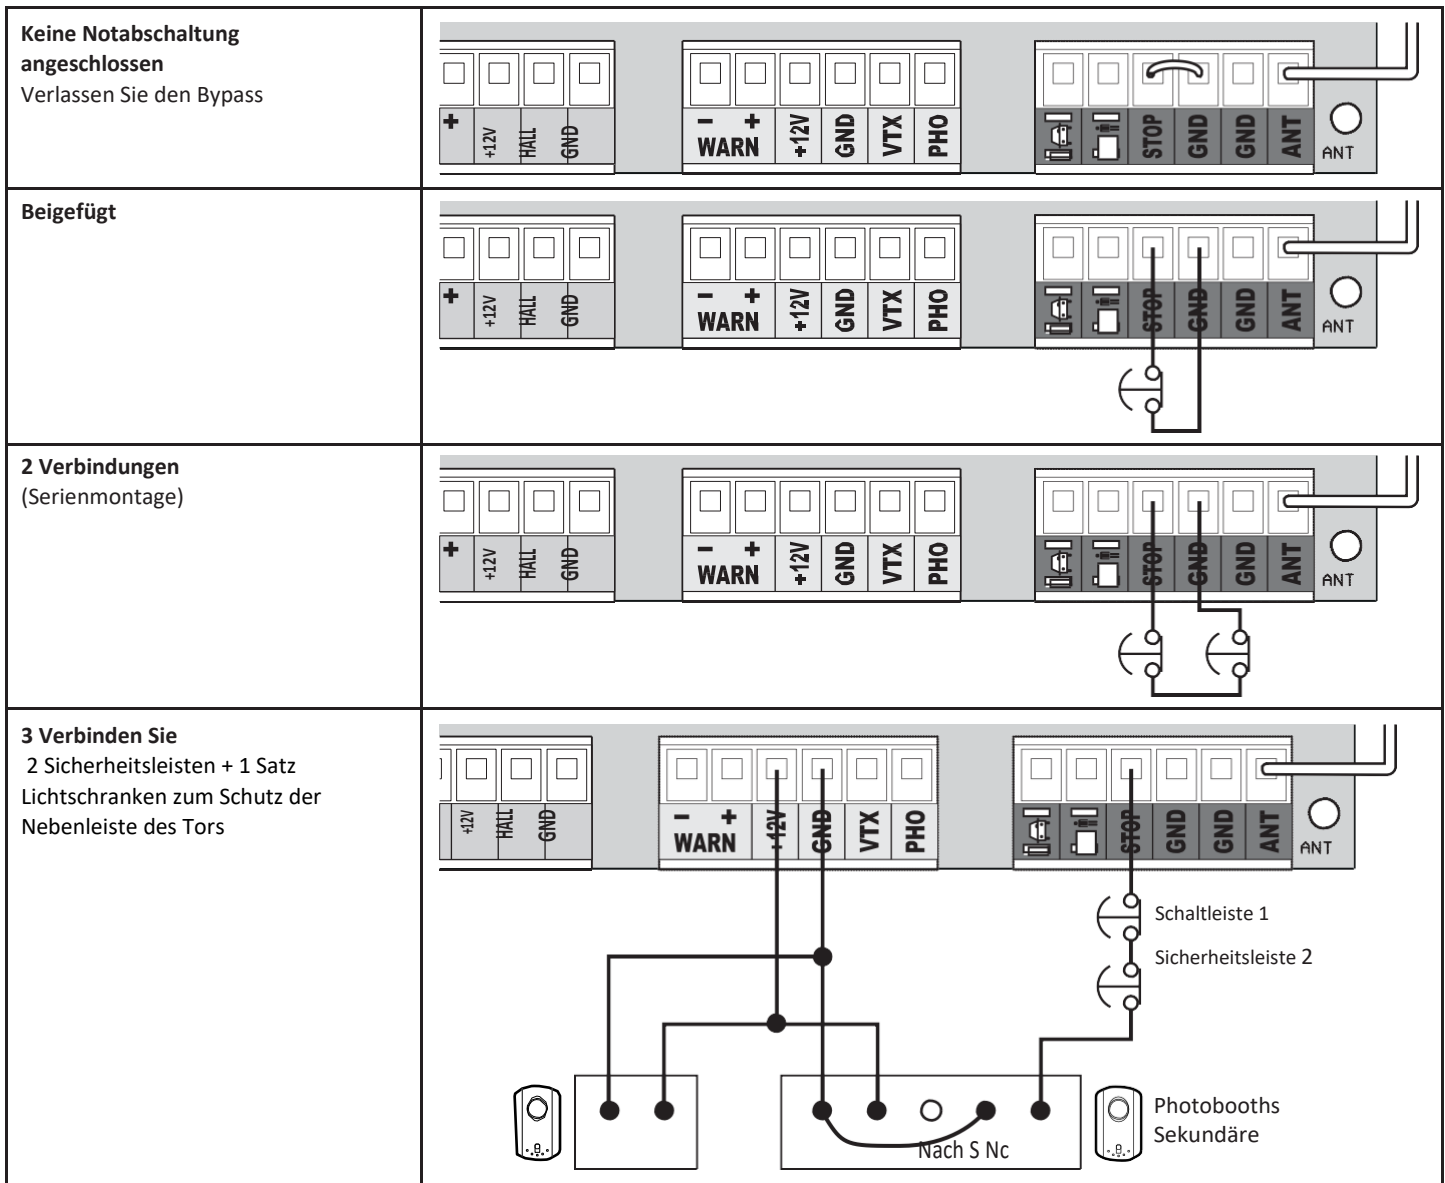 Keine Notabschaltung
angeschlossen
Verlassen Sie den Bypass
+ +12V HALL GND
- + WARN +12V GND VTX PHO
STOP GND GND ANT
ANT
Beigefügt
+ +12V HALL GND
- + WARN +12V GND VTX PHO
STOP GND GND ANT
ANT
2 Verbindungen
(Serienmontage)
+ +12V HALL GND
- + WARN +12V GND VTX PHO
STOP GND GND ANT
ANT
3 Verbinden Sie
2 Sicherheitsleisten + 1 Satz
Lichtschranken zum Schutz der
Nebenleiste des Tors
+12V HALL GND
- + WARN +12V GND VTX PHO
STOP GND GND ANT
ANT
Schaltleiste 1
Sicherheitsleiste 2
Photobooths
Sekundäre
Nach S Nc